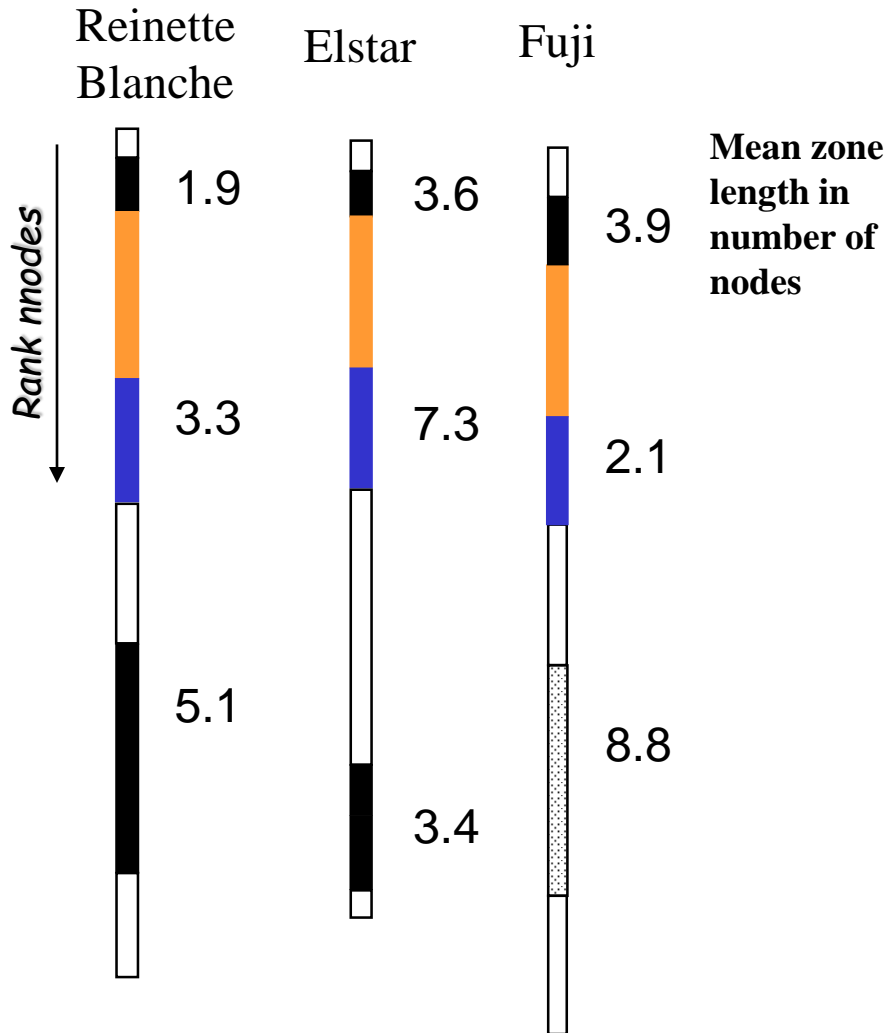 Reinette
Blanche
Elstar
Fuji
Mean zone
length in
number of
nodes
Rank nnodes
1.9
3.6
3.9
3.3
7.3
2.1
5.1
3.4
8.8